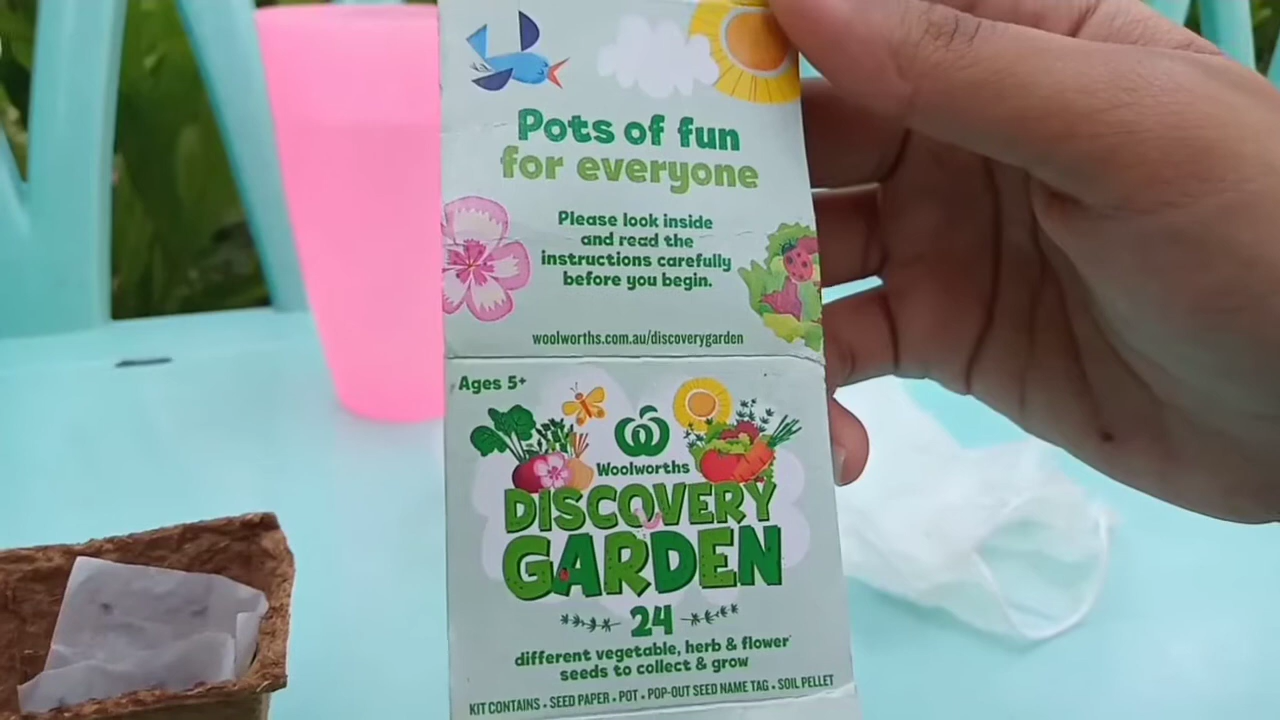 Pots of fun
for everyone
Please look inside
and read the
instructions carefully
before you begin.
woolworths.com.au/discoverygarden
Ages 5+
Woolworths
DISCOVERY
GARDEN
24
different vegetable, herb & flower
seeds to collect & grow
KIT CONTAINS • SEED PAPER • POT • POP-OUT SEED NAME TAG • SOIL PELLET